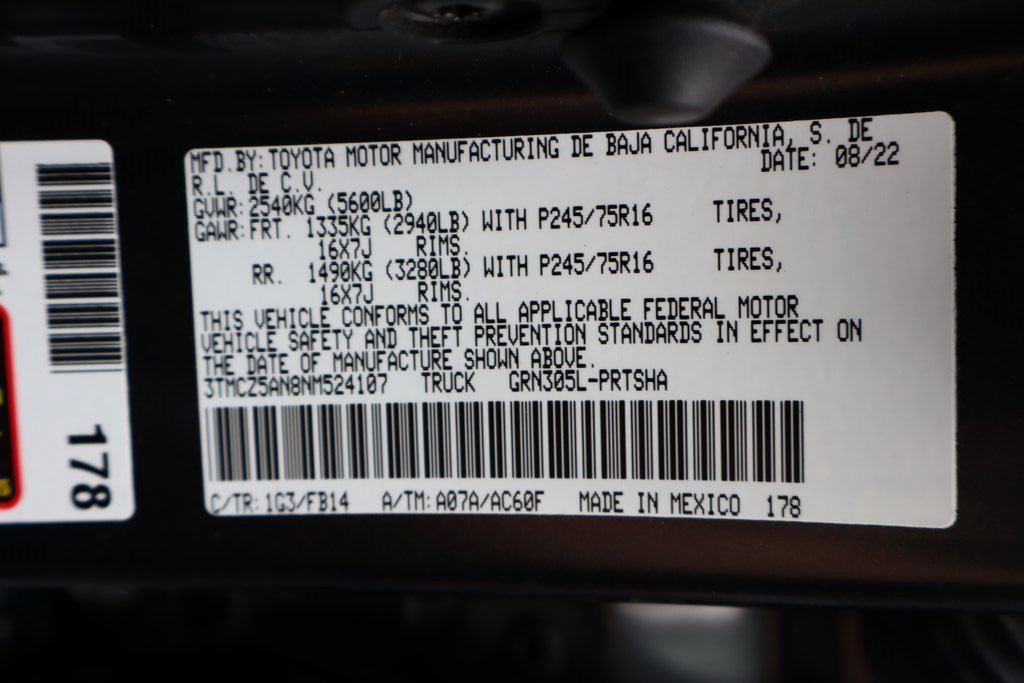 MFD. BY: TOYOTA MOTOR MANUFACTURING DE BAJA CALIFORNIA, S. DE
R.L. DE C.V. DATE: 08/22
GVWR: 2540KG (5600LB)
GAWR: FRT. 1335KG (2940LB) WITH P245/75R16 TIRES,
16X7J RIMS.
RR. 1490KG (3280LB) WITH P245/75R16 TIRES,
16X7J RIMS.
THIS VEHICLE CONFORMS TO ALL APPLICABLE FEDERAL MOTOR
VEHICLE SAFETY AND THEFT PREVENTION STANDARDS IN EFFECT ON
THE DATE OF MANUFACTURE SHOWN ABOVE.
3TMCZ5AN8NM524107 TRUCK GRN305L-PRTSHA
C/TR: 1G3/FB14 A/TM: A07A/AC60F MADE IN MEXICO 178
178